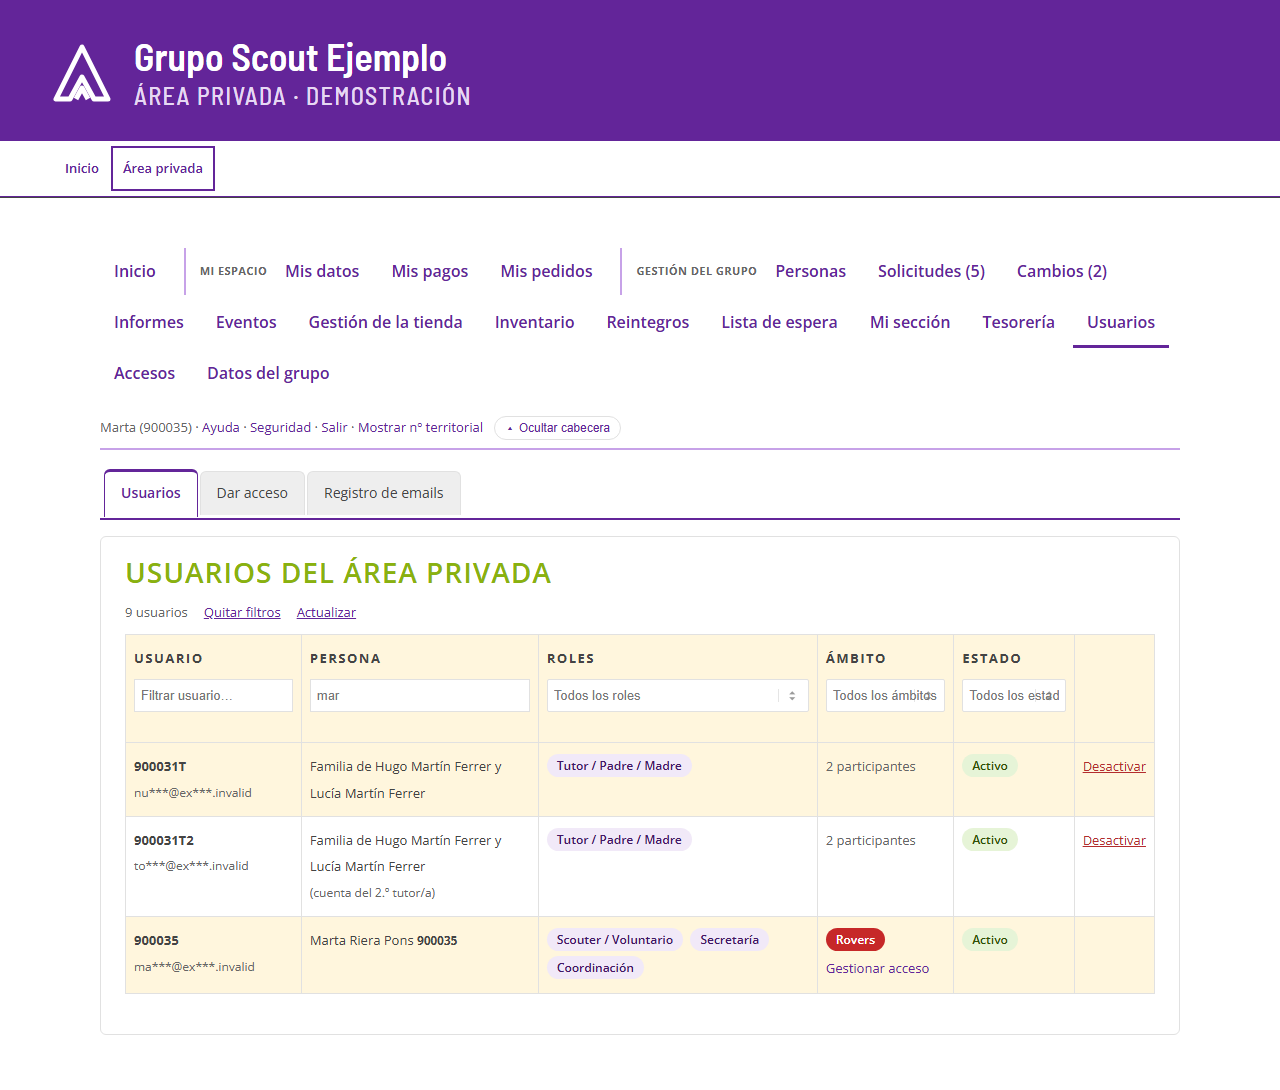 Grupo Scout Ejemplo
ÁREA PRIVADA · DEMOSTRACIÓN
Inicio Área privada
Inicio MI ESPACIO Mis datos Mis pagos Mis pedidos GESTIÓN DEL GRUPO Personas Solicitudes (5) Cambios (2)
Informes Eventos Gestión de la tienda Inventario Reintegros Lista de espera Mi sección Tesorería Usuarios
Accesos Datos del grupo
Marta (900035) · Ayuda · Seguridad · Salir · Mostrar nº territorial ▲ Ocultar cabecera
Usuarios Dar acceso Registro de emails
USUARIOS DEL ÁREA PRIVADA
9 usuarios Quitar filtros Actualizar
USUARIO PERSONA ROLES ÁMBITO ESTADO
Filtrar usuario... mar Todos los roles Todos los ámbitos Todos los estad
900031T Familia de Hugo Martín Ferrer y Tutor / Padre / Madre 2 participantes Activo Desactivar
nu***@ex***.invalid Lucía Martín Ferrer
900031T2 Familia de Hugo Martín Ferrer y Tutor / Padre / Madre 2 participantes Activo Desactivar
to***@ex***.invalid Lucía Martín Ferrer
(cuenta del 2.º tutor/a)
900035 Marta Riera Pons 900035 Scouter / Voluntario Secretaría Rovers Activo
ma***@ex***.invalid Coordinación Gestionar acceso